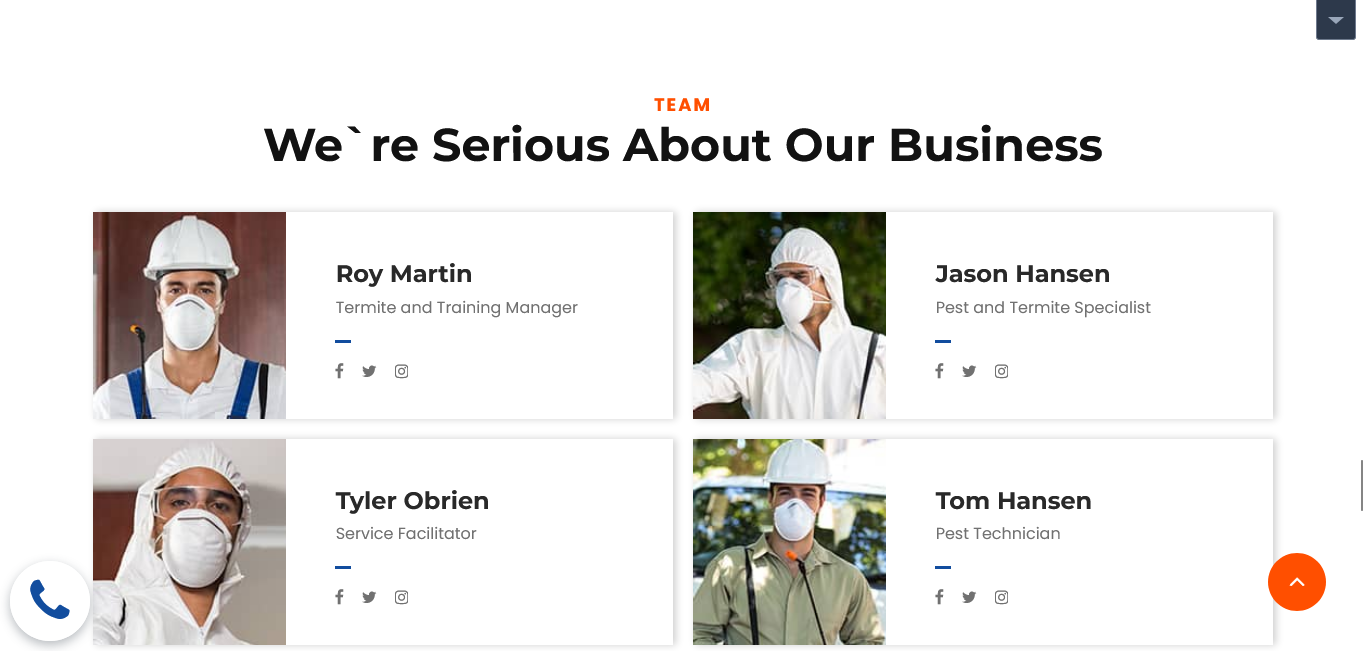 TEAM
We`re Serious About Our Business
Roy Martin
Termite and Training Manager
Jason Hansen
Pest and Termite Specialist
Tyler Obrien
Service Facilitator
Tom Hansen
Pest Technician